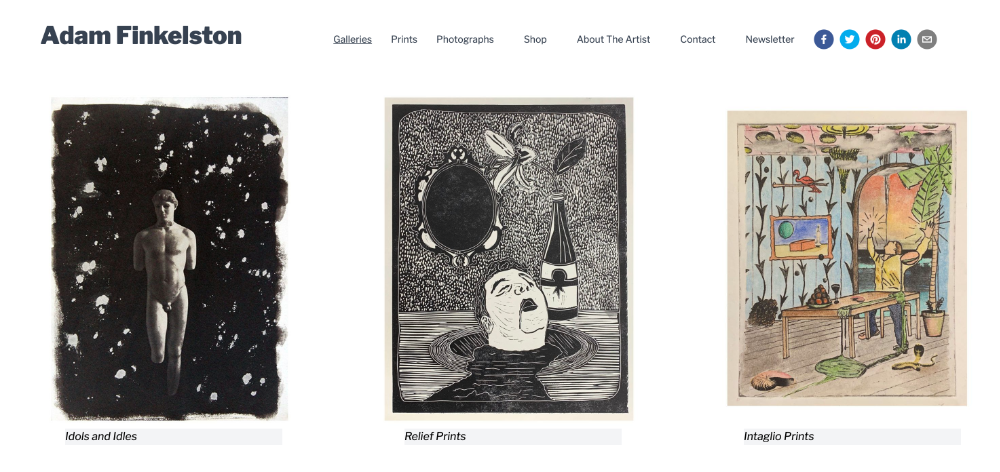 Adam Finkelston
Galleries Prints Photographs Shop About The Artist Contact Newsletter
Idols and Idles
Relief Prints
Intaglio Prints